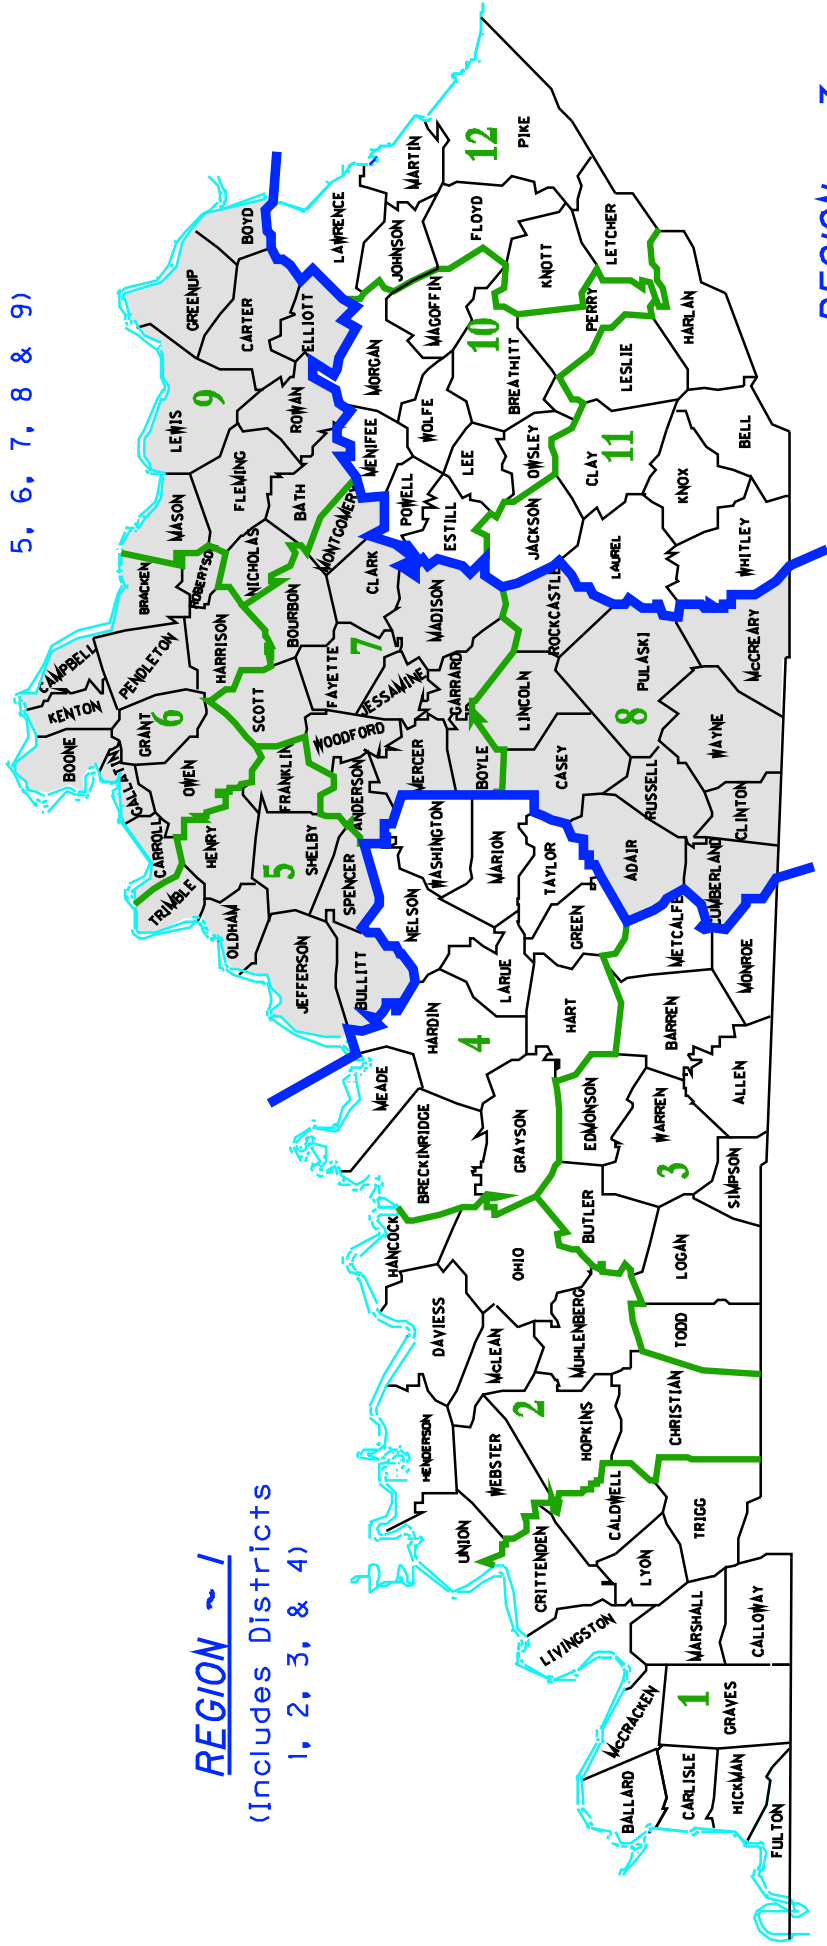 5, 6, 7, 8 & 9)
REGION ~ 1
(Includes Districts
1, 2, 3, & 4)
BOONE
KENTON
CAMPBELL
GALLATIN
GRANT
PENDLETON
BRACKEN
CARROLL
OWEN
6
HARRISON
ROBERTSO
MASON
LEWIS
GREENUP
TRIMBLE
HENRY
SCOTT
NICHOLAS
FLEMING
9
CARTER
BOYD
OLDHAM
5
SHELBY
FRANKLIN
BOURBON
BATH
ROWAN
ELLIOTT
JEFFERSON
SPENCER
ANDERSON
WOODFORD
FAYETTE
7
CLARK
MONTGOMERY
LAWRENCE
BULLITT
MERCER
JESSAMINE
MENIFEE
MORGAN
JOHNSON
MARTIN
NELSON
WASHINGTON
BOYLE
GARRARD
MADISON
POWELL
ESTILL
WOLFE
LEE
MAGOFFIN
FLOYD
12
PIKE
MEADE
HARDIN
4
LARUE
MARION
LINCOLN
ROCKCASTLE
JACKSON
OWSLEY
10
BREATHITT
KNOTT
PERRY
LETCHER
BRECKINRIDGE
GRAYSON
HART
GREEN
TAYLOR
CASEY
8
PULASKI
LAUREL
CLAY
11
LESLIE
HARLAN
HANCOCK
OHIO
BUTLER
EDMONSON
BARREN
METCALFE
ADAIR
RUSSELL
WAYNE
McCREARY
KNOX
WHITLEY
BELL
DAVIESS
McLEAN
MUHLENBERG
LOGAN
3
WARREN
SIMPSON
ALLEN
MONROE
CUMBERLAND
CLINTON
HENDERSON
WEBSTER
2
HOPKINS
CHRISTIAN
TODD
UNION
CRITTENDEN
CALDWELL
LYON
TRIGG
LIVINGSTON
McCRACKEN
MARSHALL
CALLOWAY
1
GRAVES
BALLARD
CARLISLE
HICKMAN
FULTON